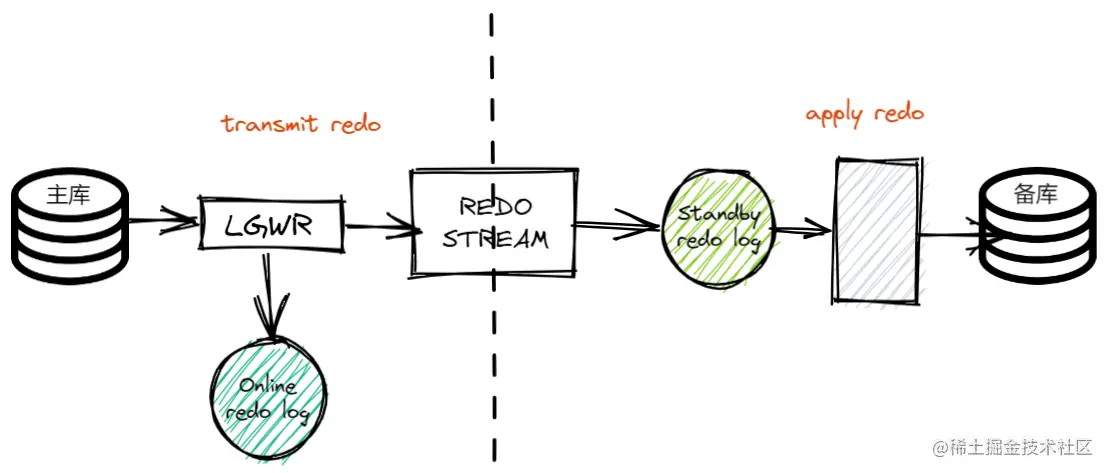 transmit redo
apply redo
主库
LGWR
REDO
STREAM
Standby
redo log
备库
Online
redo log
@稀土掘金技术社区